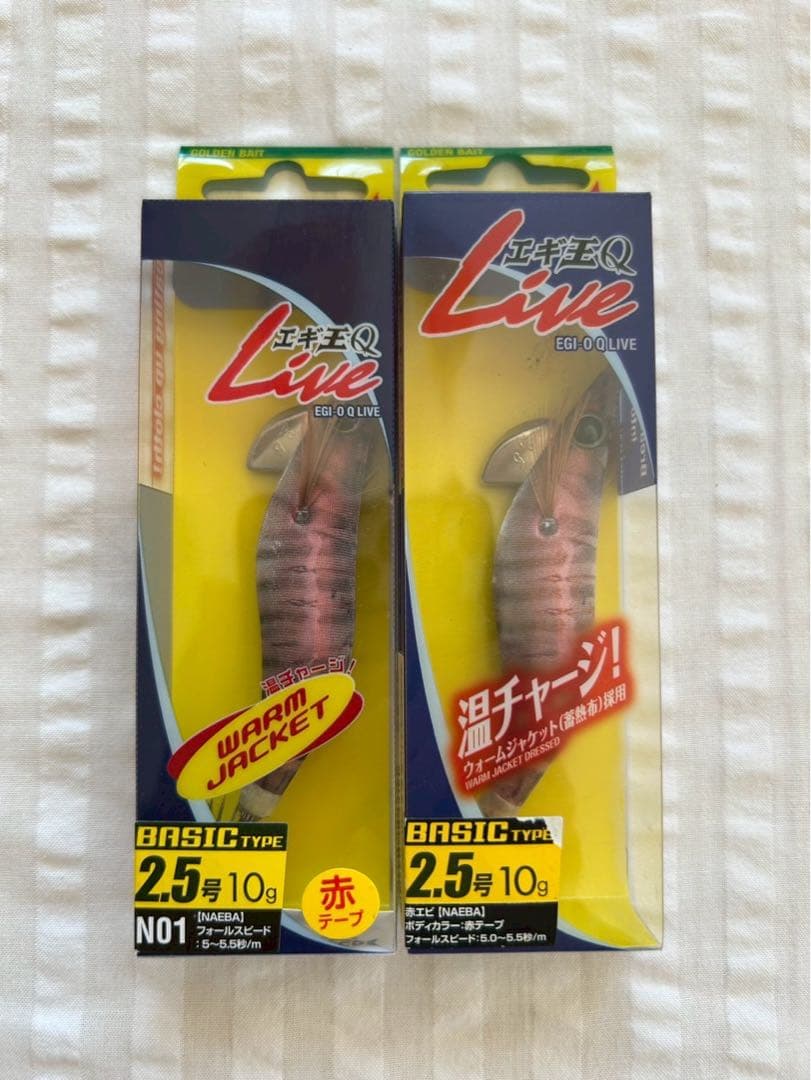 GOLDEN BAIT
エギ王Q
Live
EGI-O Q LIVE
温チャージ!
WARM
JACKET
BASIC TYPE
2.5号 10g
N01
【NAEBA】
フォールスピード
:5〜5.5秒/m
赤
テープ
GOLDEN BAIT
エギ王Q
Live
EGI-O Q LIVE
温チャージ!
ウォームジャケット(蓄熱布)採用
WARM JACKET DRESSED
BASIC TYPE
2.5号 10g
赤エビ【NAEBA】
ボディカラー:赤テープ
フォールスピード:5.0〜5.5秒/m